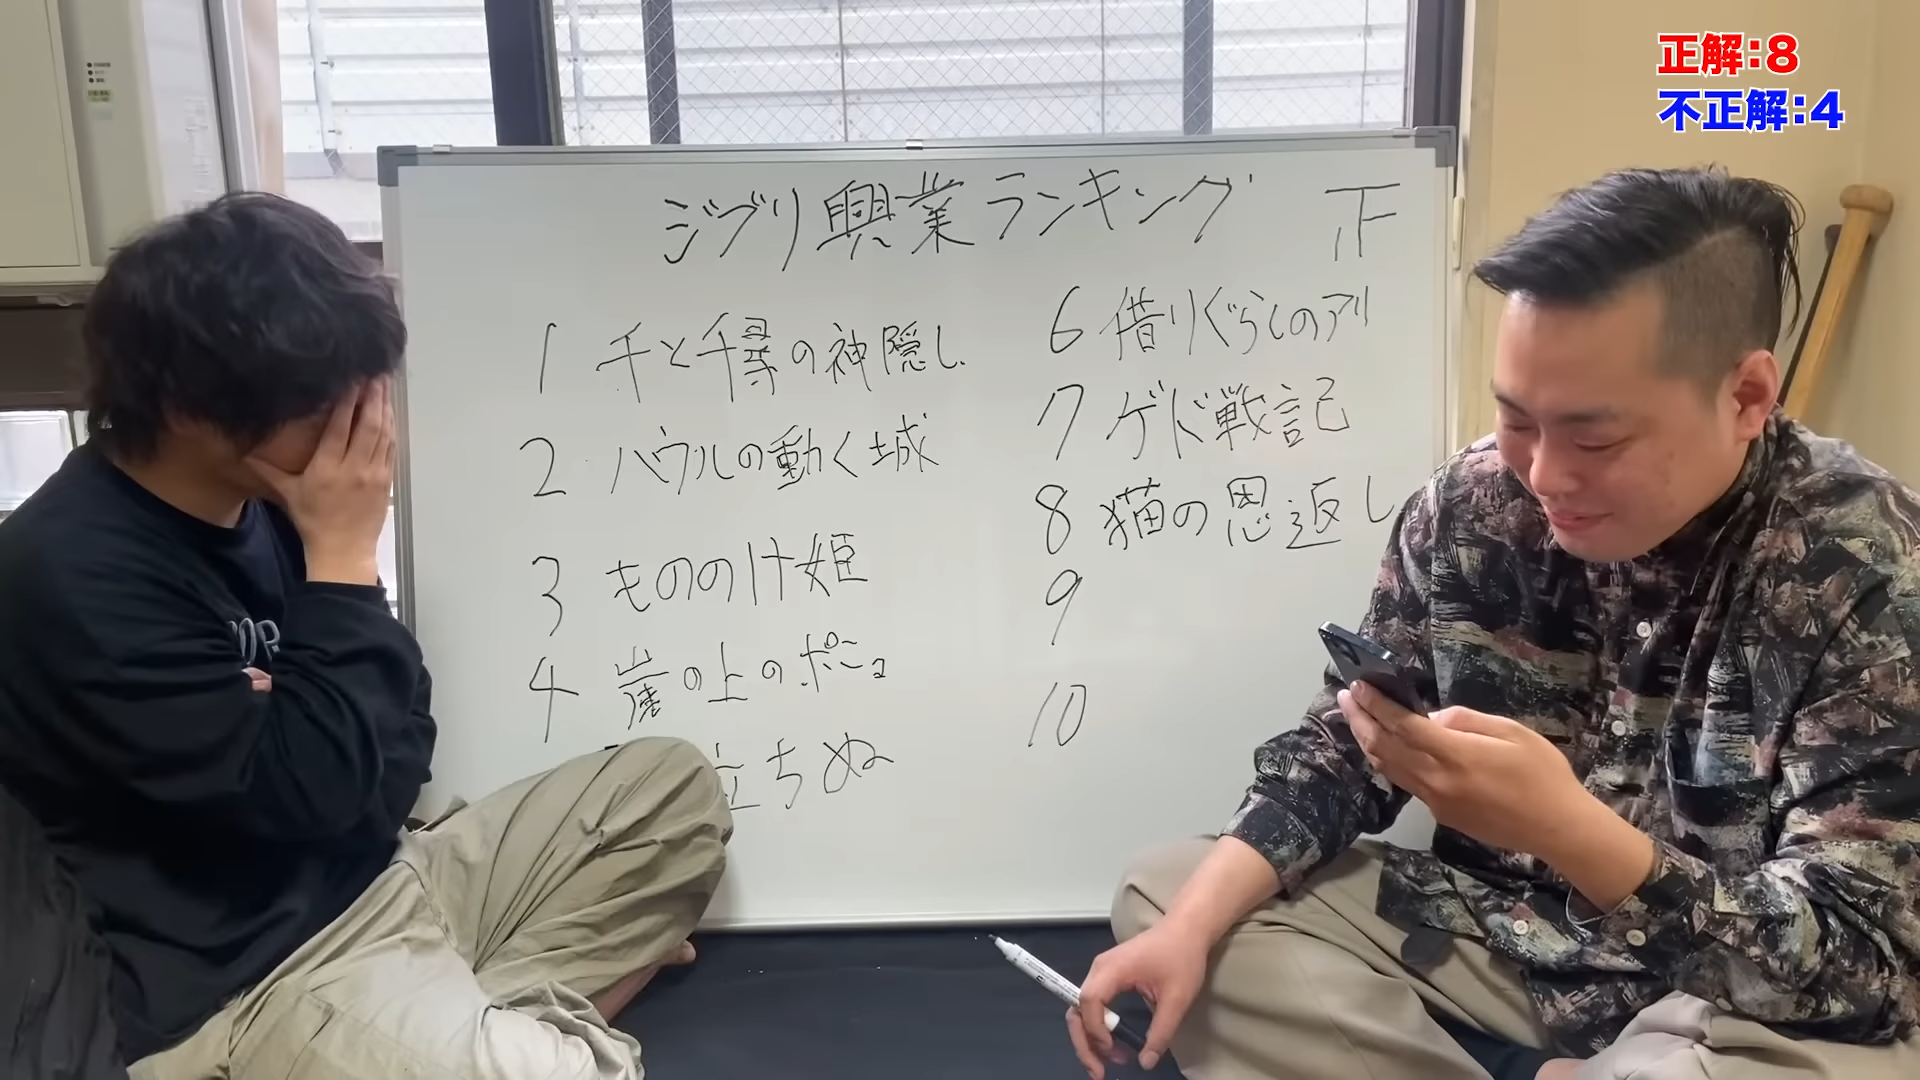 正解:8
不正解:4
ジブリ興業ランキング 正
1 千と千尋の神隠し
2 ハウルの動く城
3 もののけ姫
4 崖の上のポニョ
立ちぬ
6 借りぐらしのアリ
7 ゲド戦記
8 猫の恩返し
9
10